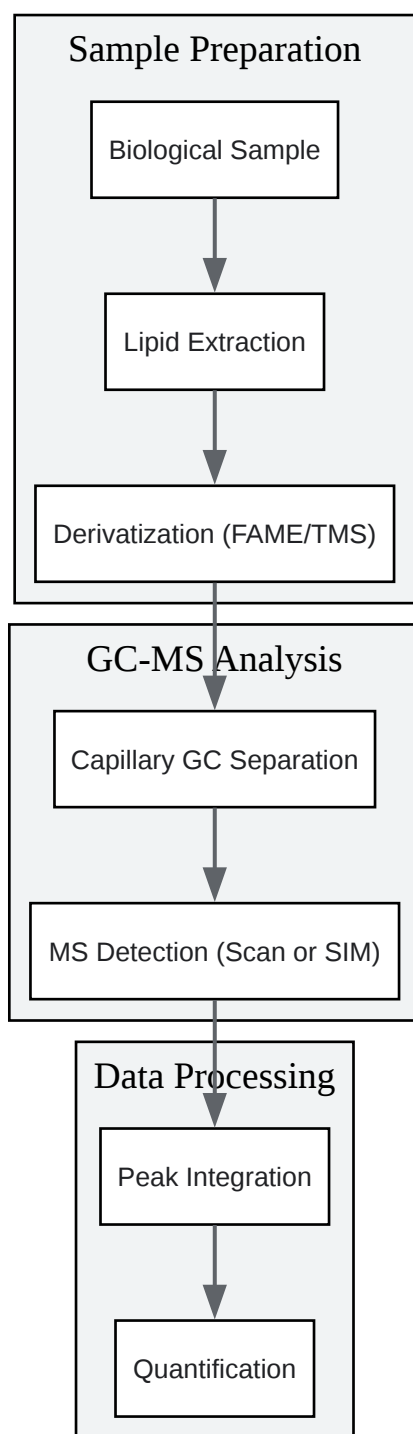 Sample Preparation
Biological Sample
Lipid Extraction
Derivatization (FAME/TMS)
GC-MS Analysis
Capillary GC Separation
MS Detection (Scan or SIM)
Data Processing
Peak Integration
Quantification